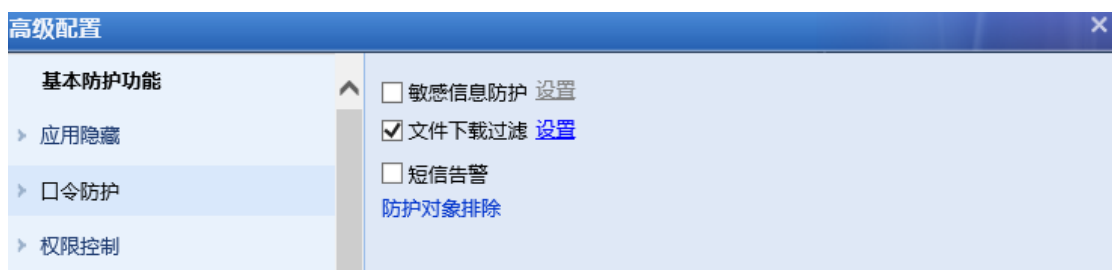 高级配置
基本防护功能
应用隐藏
口令防护
权限控制
敏感信息防护 设置
文件下载过滤 设置
短信告警
防护对象排除